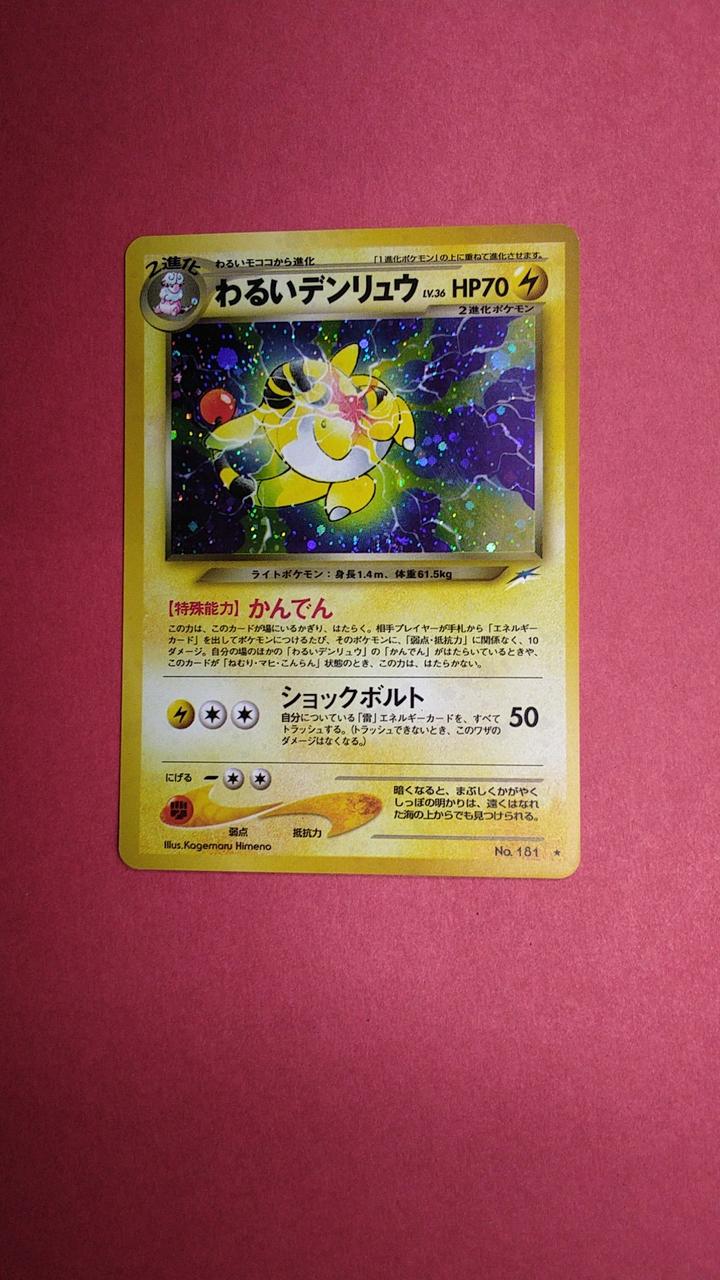 2進化
わるいモココから進化
「1進化ポケモン」の上に重ねて進化させます。
わるいデンリュウ LV.36 HP70
2進化ポケモン
ライトポケモン：身長1.4m、体重61.5kg
【特殊能力】かんでん
この力は、このカードが場にいるかぎり、はたらく。相手プレイヤーが手札から「エネルギー
カード」を出してポケモンにつけるたび、そのポケモンに、「弱点・抵抗力」に関係なく、10
ダメージ。自分の場のほかの「わるいデンリュウ」の「かんでん」がはたらいているときや、
このカードが「ねむり・マヒ・こんらん」状態のとき、この力は、はたらかない。
ショックボルト
自分についている「雷」エネルギーカードを、すべて
トラッシュする。(トラッシュできないとき、このワザの
ダメージはなくなる。)
50
にげる
弱点
抵抗力
暗くなると、まぶしくかがやく
しっぽの明かりは、遠くはなれ
た海の上からでも見つけられる。
Illus.Kagemaru Himeno
No. 181 ★